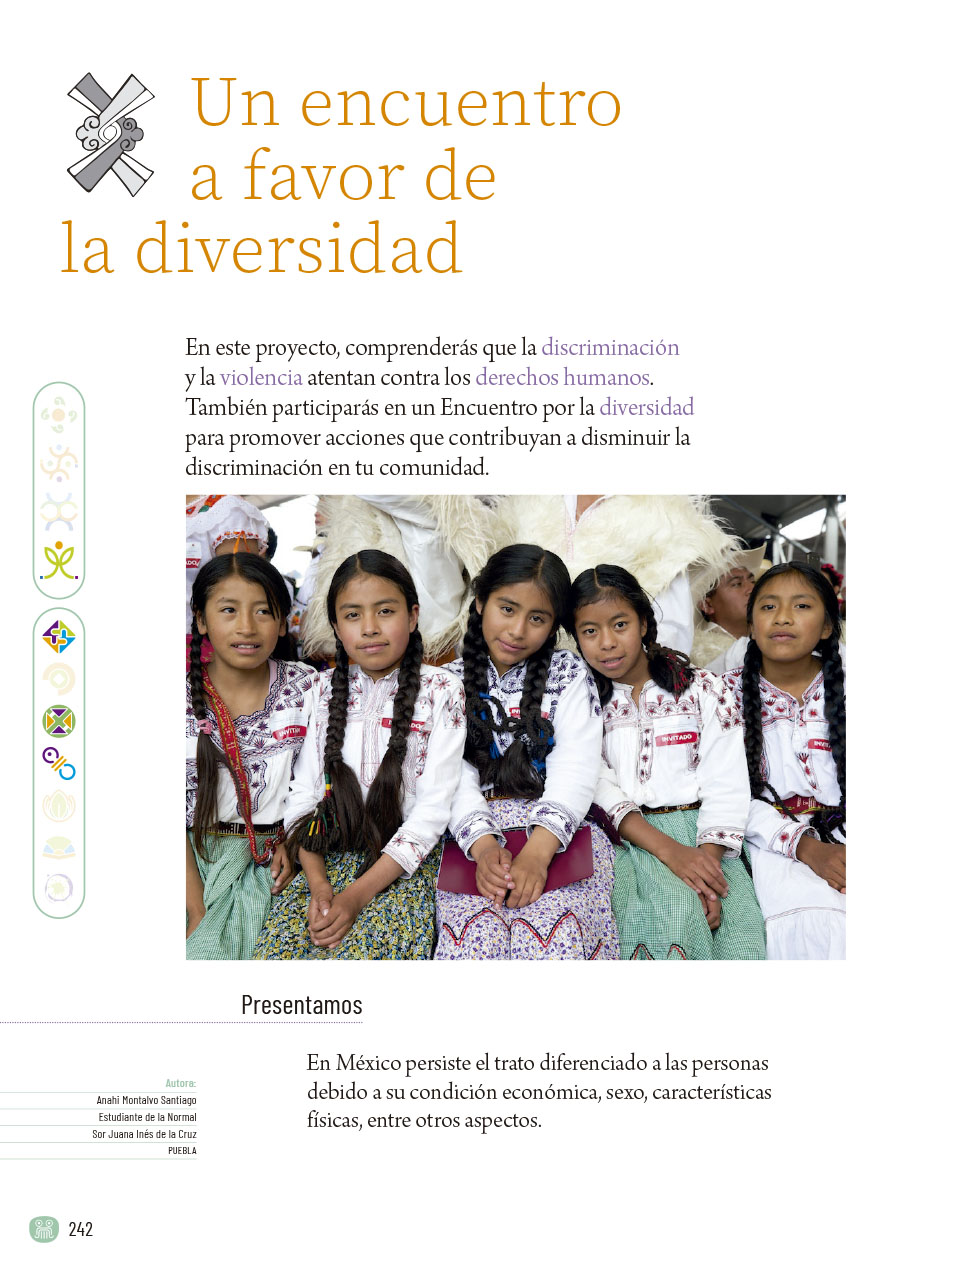 Un encuentro
a favor de
la diversidad
En este proyecto, comprenderás que la discriminación
y la violencia atentan contra los derechos humanos.
También participarás en un Encuentro por la diversidad
para promover acciones que contribuyan a disminuir la
discriminación en tu comunidad.
INVITADO
Presentamos
En México persiste el trato diferenciado a las personas
debido a su condición económica, sexo, características
físicas, entre otros aspectos.
Autora:
Anahi Montalvo Santiago
Estudiante de la Normal
Sor Juana Inés de la Cruz
PUEBLA
242